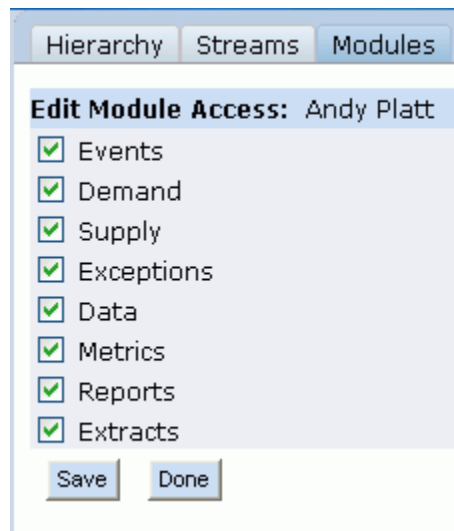 Hierarchy Streams Modules
Edit Module Access: Andy Platt
Events
Demand
Supply
Exceptions
Data
Metrics
Reports
Extracts
Save Done